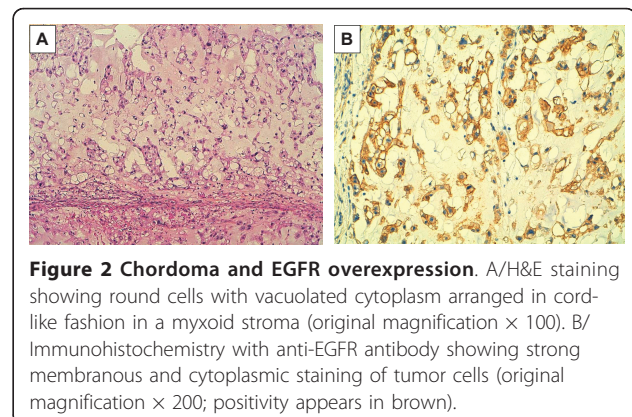 A
B
Figure 2 Chordoma and EGFR overexpression. A/H&E staining
showing round cells with vacuolated cytoplasm arranged in cord-
like fashion in a myxoid stroma (original magnification × 100). B/
Immunohistochemistry with anti-EGFR antibody showing strong
membranous and cytoplasmic staining of tumor cells (original
magnification × 200; positivity appears in brown).